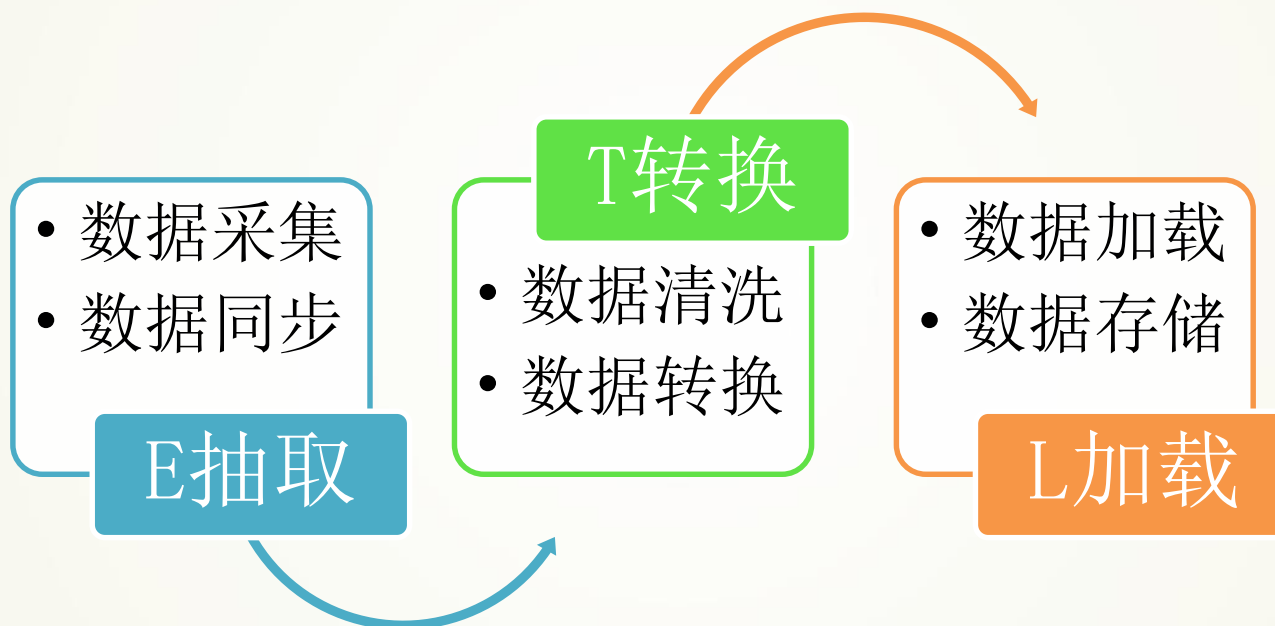 • 数据采集
• 数据同步
E抽取
T转换
• 数据清洗
• 数据转换
• 数据加载
• 数据存储
L加载